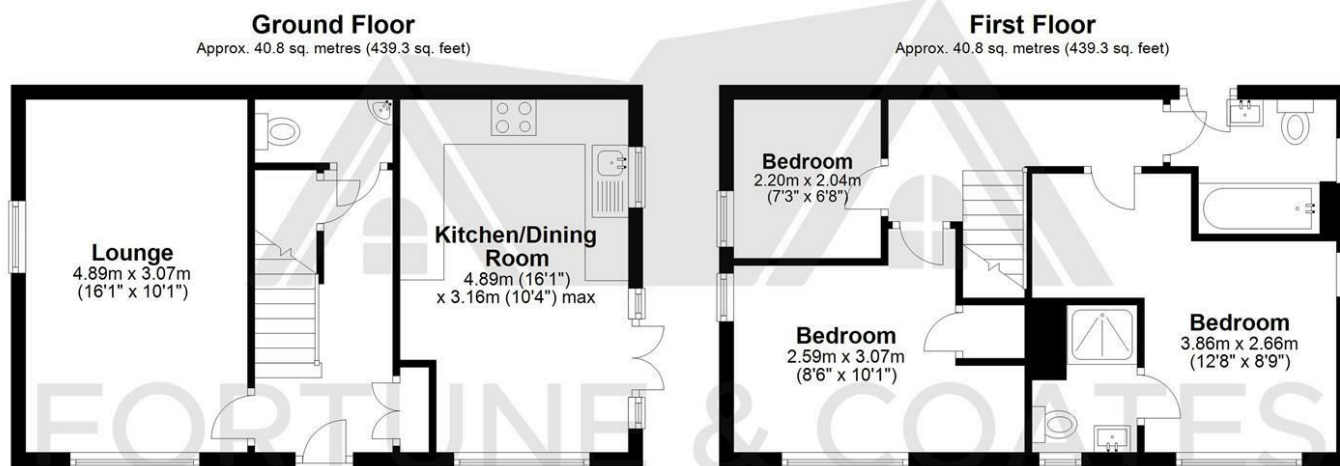 Ground Floor
Approx. 40.8 sq. metres (439.3 sq. feet)
Lounge
4.89m x 3.07m
(16'1" x 10'1")
Kitchen/Dining
Room
4.89m (16'1")
x 3.16m (10'4") max
First Floor
Approx. 40.8 sq. metres (439.3 sq. feet)
Bedroom
2.20m x 2.04m
(7'3" x 6'8")
Bedroom
2.59m x 3.07m
(8'6" x 10'1")
Bedroom
3.86m x 2.66m
(12'8" x 8'9")
FORTUNE & COATES